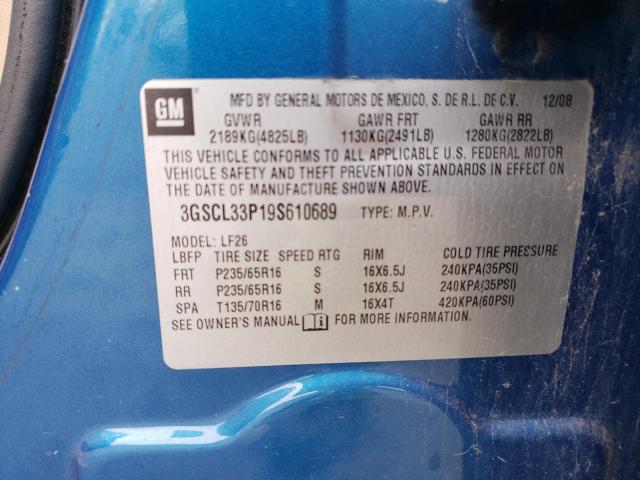 GM
MFD BY GENERAL MOTORS DE MEXICO, S. DE R.L. DE C.V. 12/08
GVWR GAWR FRT GAWR RR
2189KG(4825LB) 1130KG(2491LB) 1280KG(2822LB)
THIS VEHICLE CONFORMS TO ALL APPLICABLE U.S. FEDERAL MOTOR
VEHICLE SAFETY AND THEFT PREVENTION STANDARDS IN EFFECT
ON THE DATE OF MANUFACTURE SHOWN ABOVE.
3GSCL33P19S610689 TYPE: M.P.V.
MODEL: LF26
LBFP TIRE SIZE SPEED RTG RIM COLD TIRE PRESSURE
FRT P235/65R16 S 16X6.5J 240KPA(35PSI)
RR P235/65R16 S 16X6.5J 240KPA(35PSI)
SPA T135/70R16 M 16X4T 420KPA(60PSI)
SEE OWNER'S MANUAL FOR MORE INFORMATION.